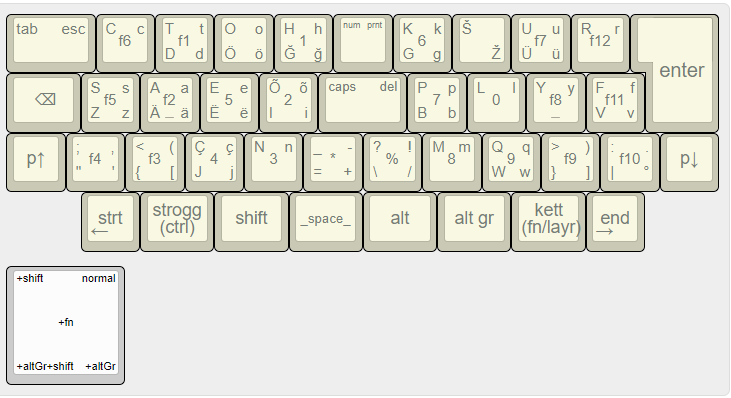 tab esc
C c
f6
T t
f1
D d
O o
Ö ö
H h
1
Ğ ğ
num prnt
K k
6
G g
Š
Ž
U u
f7
Ü ü
R r
f12
enter
⌫
S s
f5
Z z
A a
f2
Ä _ ä
E e
5
Ë ë
Õ õ
2
I i
caps del
P p
7
B b
L l
0
Y y
f8
_
F f
f11
V v
p↑
; ,
f4
" '
< (
f3
{ [
Ç ç
4
J j
N n
3
_ -
*
= +
? !
%
\ /
M m
8
Q q
9
W w
> )
f9
} ]
: .
f10
| °
p↓
strt
←
strogg
(ctrl)
shift
_space_
alt
alt gr
kett
(fn/layr)
end
→
+shift normal
+fn
+altGr+shift +altGr